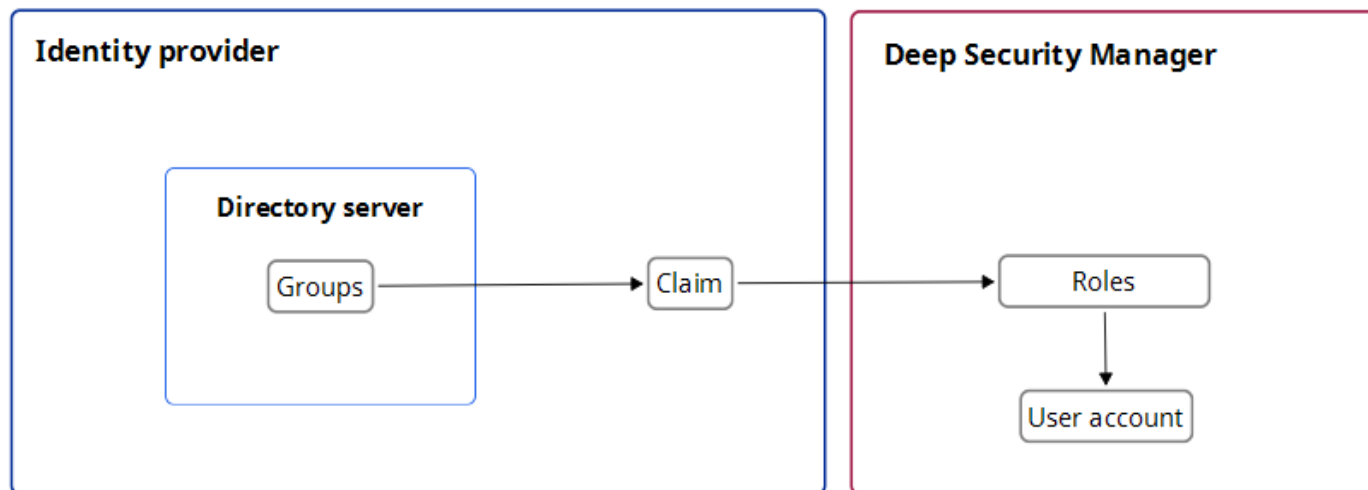 Identity provider
Deep Security Manager
Directory server
Groups
Claim
Roles
User account